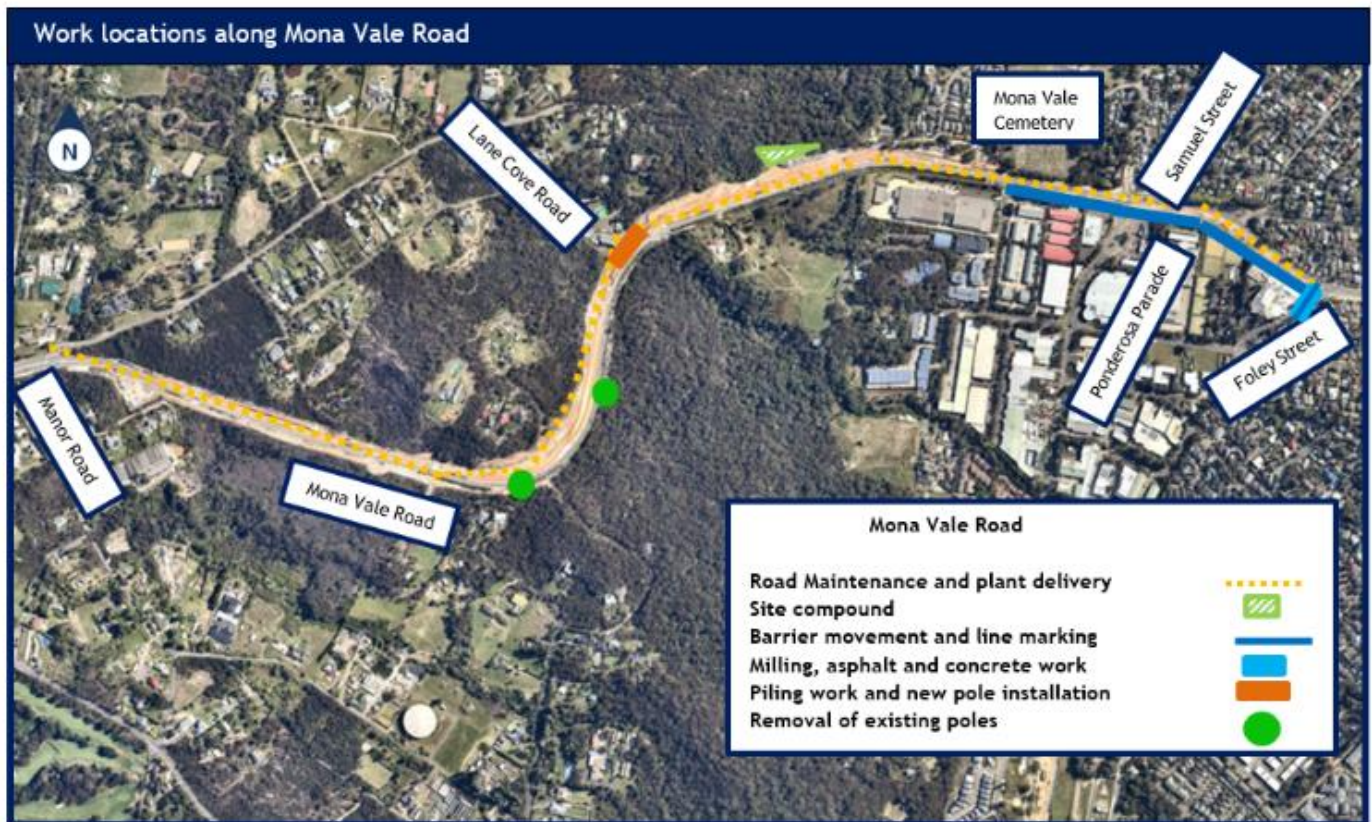 Work locations along Mona Vale Road
N
Lane Cove Road
Mona Vale
Cemetery
Samuel Street
Manor Road
Mona Vale Road
Ponderosa Parade
Foley Street
Mona Vale Road
Road Maintenance and plant delivery
Site compound
Barrier movement and line marking
Milling, asphalt and concrete work
Piling work and new pole installation
Removal of existing poles